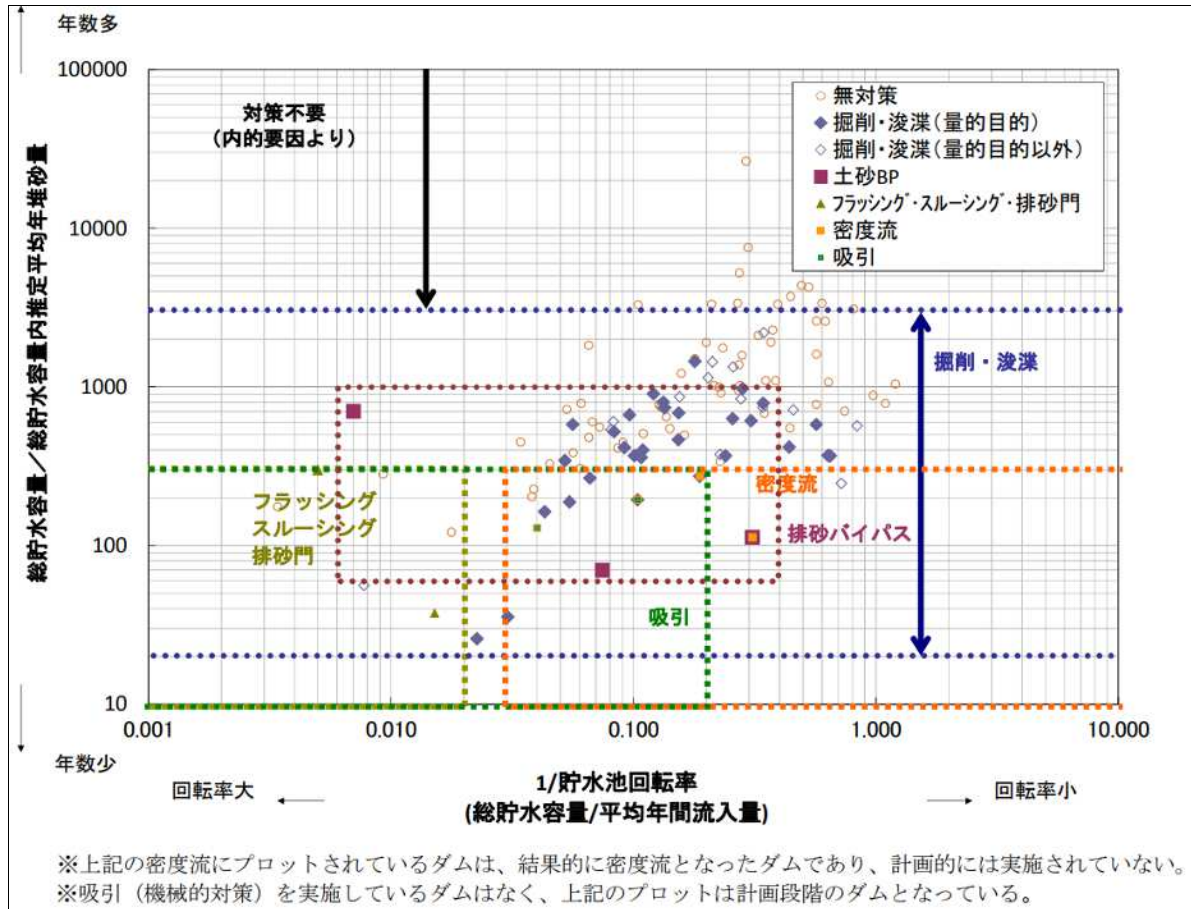 年数多
100000
10000
1000
100
10
総貯水容量／総貯水容量内推定平均年堆砂量
対策不要
（内的要因より）
無対策
掘削・浚渫（量的目的）
掘削・浚渫（量的目的以外）
土砂BP
フラッシング・スルーシング・排砂門
密度流
吸引
掘削・浚渫
密度流
フラッシング
スルーシング
排砂門
排砂バイパス
吸引
0.001
0.010
0.100
1.000
10.000
年数少
回転率大
1/貯水池回転率
(総貯水容量/平均年間流入量)
回転率小
※上記の密度流にプロットされているダムは、結果的に密度流となったダムであり、計画的には実施されていない。
※吸引（機械的対策）を実施しているダムはなく、上記のプロットは計画段階のダムとなっている。